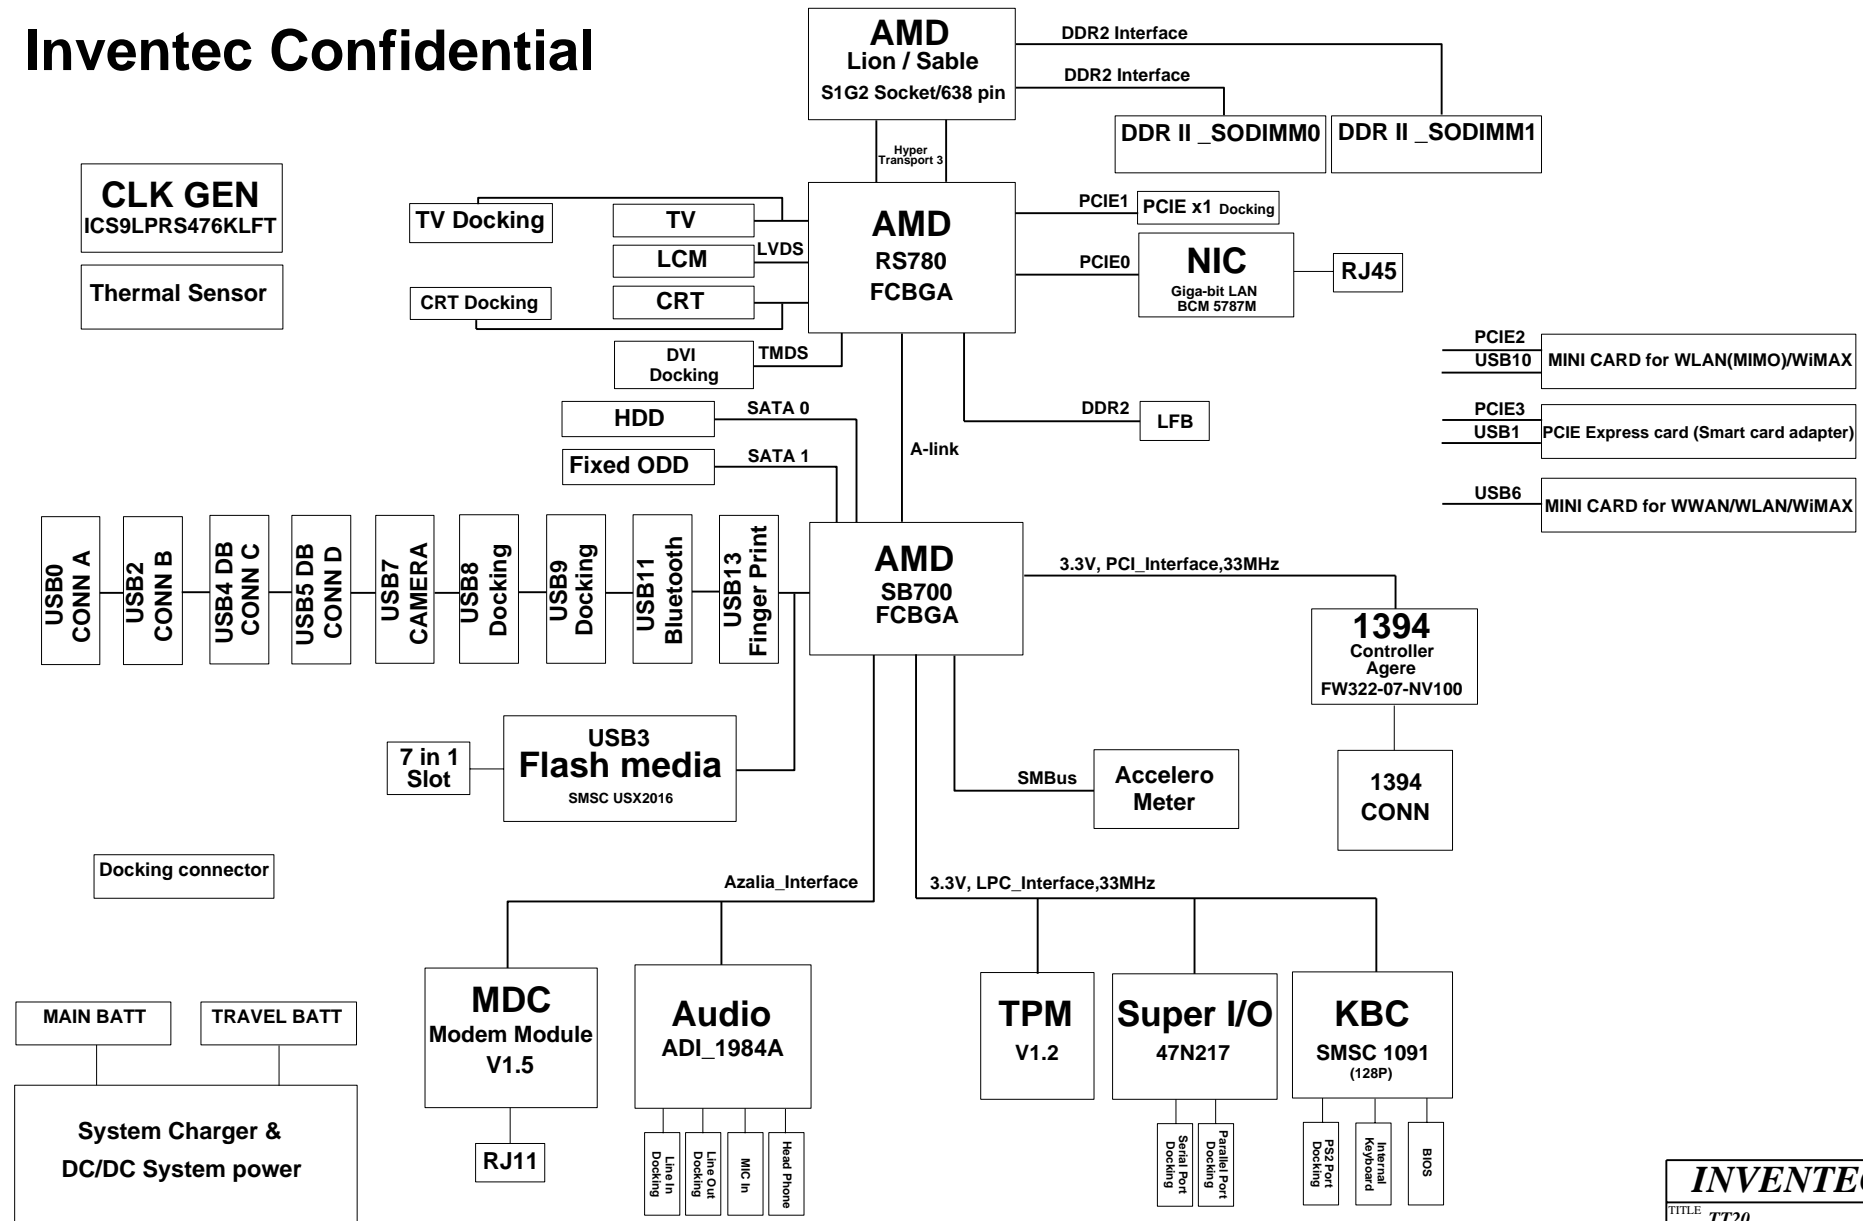 Inventec Confidential
AMD
Lion / Sable
S1G2 Socket/638 pin
DDR2 Interface
DDR2 Interface
DDR II _SODIMM0
DDR II _SODIMM1
Hyper
Transport 3
CLK GEN
ICS9LPRS476KLFT
Thermal Sensor
TV Docking
TV
LCM
LVDS
CRT Docking
CRT
DVI
Docking
TMDS
AMD
RS780
FCBGA
PCIE1
PCIE x1 Docking
PCIE0
NIC
Giga-bit LAN
BCM 5787M
RJ45
PCIE2
USB10
MINI CARD for WLAN(MIMO)/WiMAX
PCIE3
USB1
PCIE Express card (Smart card adapter)
USB6
MINI CARD for WWAN/WLAN/WiMAX
HDD
SATA 0
Fixed ODD
SATA 1
A-link
DDR2
LFB
USB0
CONN A
USB2
CONN B
USB4 DB
CONN C
USB5 DB
CONN D
USB7
CAMERA
USB8
Docking
USB9
Docking
USB11
Bluetooth
USB13
Finger Print
AMD
SB700
FCBGA
3.3V, PCI_Interface,33MHz
1394
Controller
Agere
FW322-07-NV100
1394
CONN
7 in 1
Slot
USB3
Flash media
SMSC USX2016
SMBus
Accelero
Meter
Docking connector
Azalia_Interface
3.3V, LPC_Interface,33MHz
MDC
Modem Module
V1.5
RJ11
Audio
ADI_1984A
Line In
Docking
Line Out
Docking
MIC In
Head Phone
TPM
V1.2
Super I/O
47N217
Serial Port
Docking
Parallel Port
Docking
KBC
SMSC 1091
(128P)
PS2 Port
Docking
Internal
Keyboard
BIOS
MAIN BATT
TRAVEL BATT
System Charger &
DC/DC System power
INVENTEC
TITLE
TT20